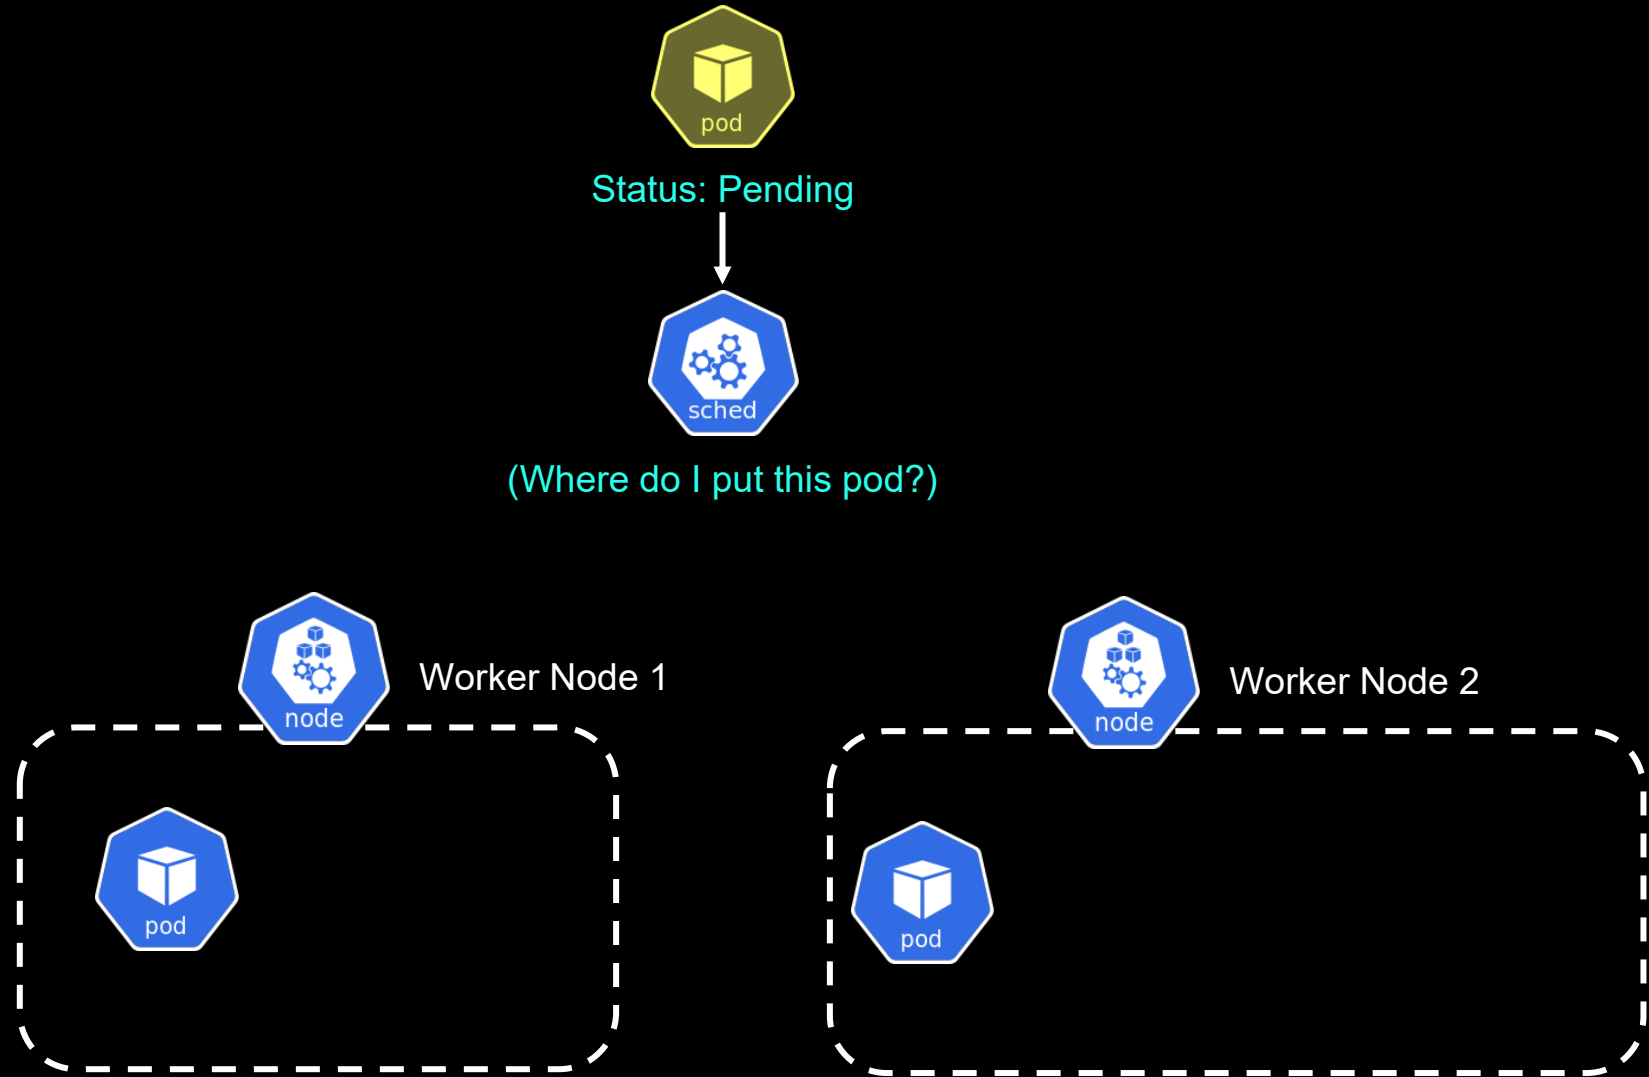 pod
Status: Pending
sched
(Where do I put this pod?)
node
Worker Node 1
node
Worker Node 2
pod
pod